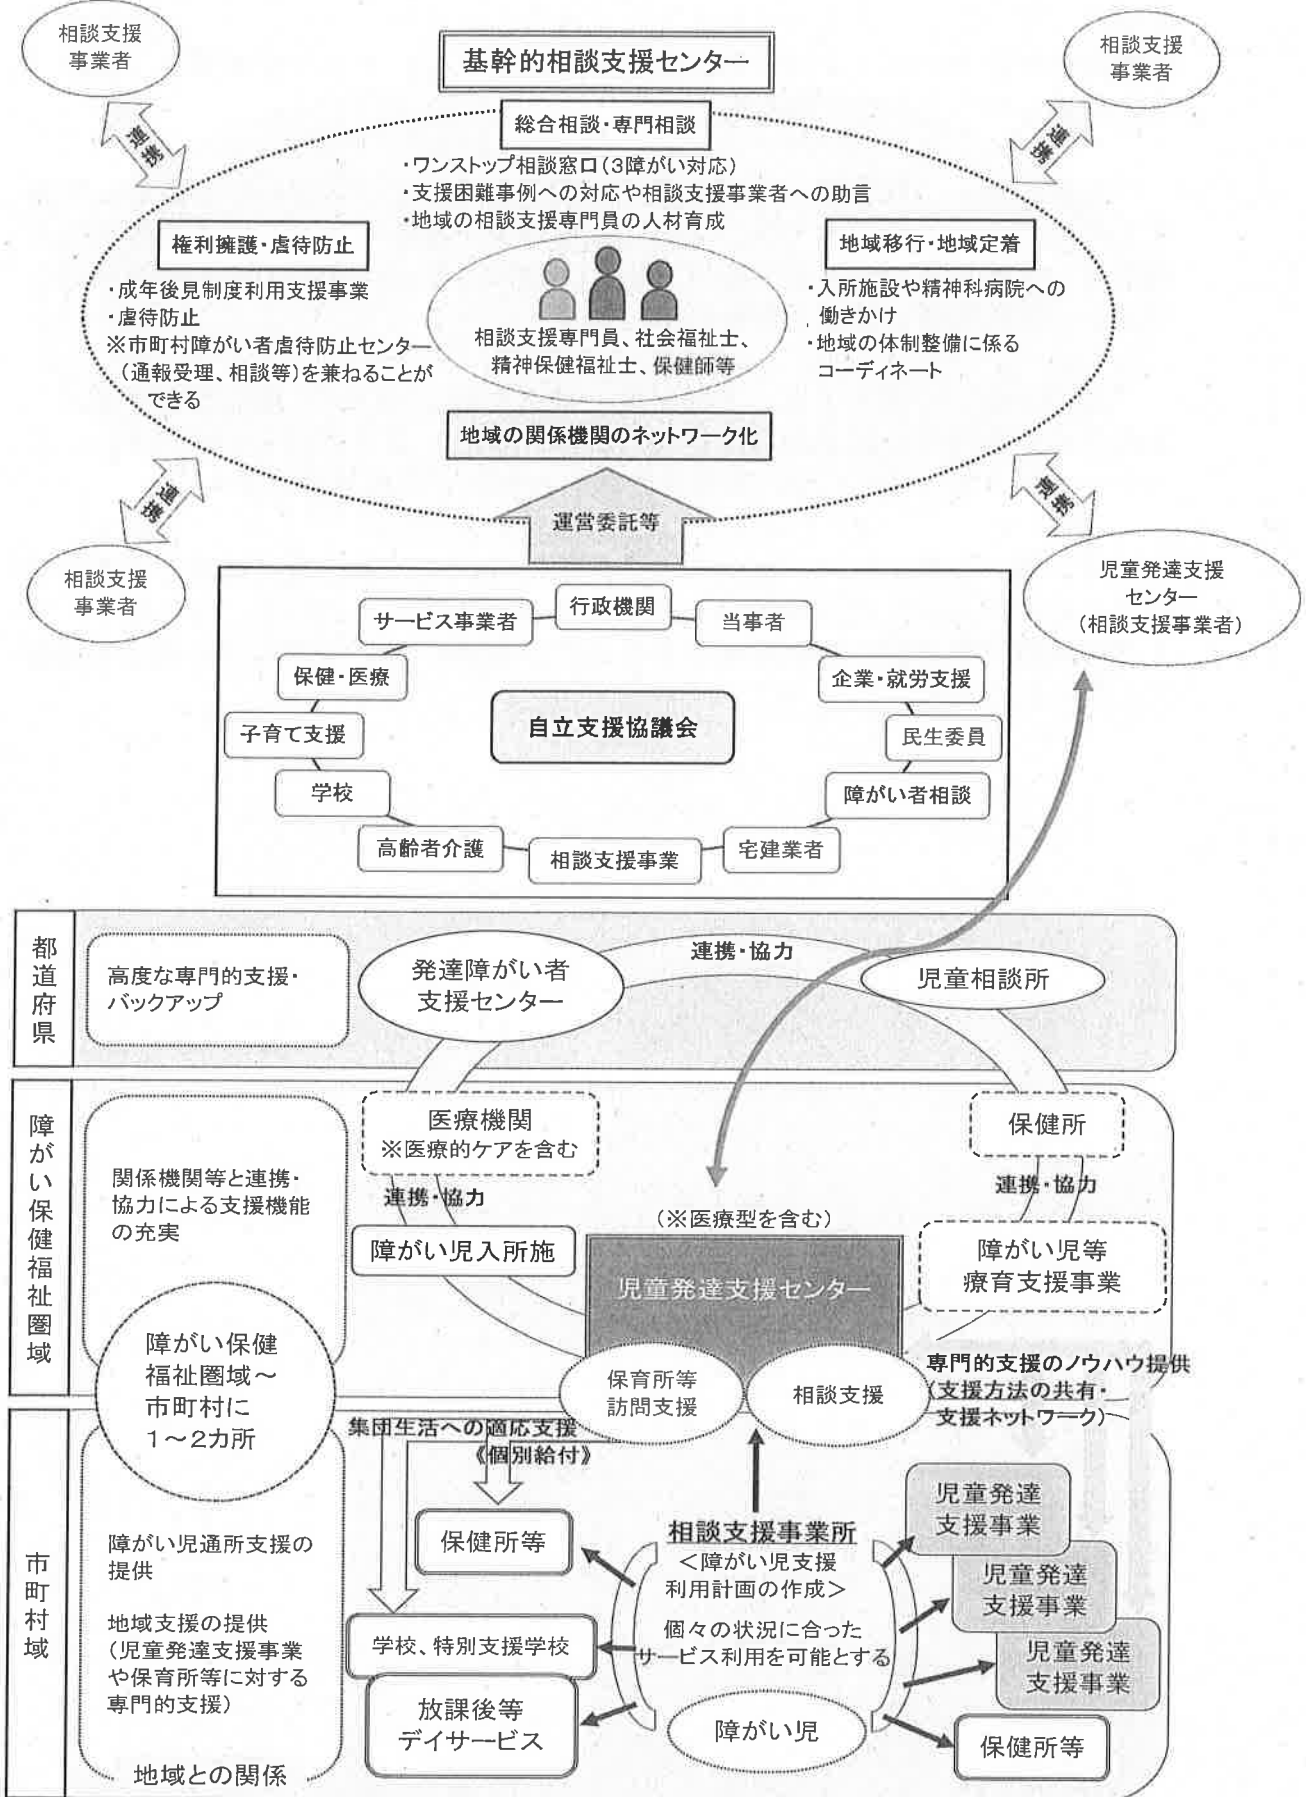 相談支援
事業者
基幹的相談支援センター
相談支援
事業者
連携
連携
総合相談・専門相談
・ワンストップ相談窓口(3障がい対応)
・支援困難事例への対応や相談支援事業者への助言
・地域の相談支援専門員の人材育成
権利擁護・虐待防止
・成年後見制度利用支援事業
・虐待防止
※市町村障がい者虐待防止センター
(通報受理、相談等)を兼ねることが
できる
相談支援専門員、社会福祉士、
精神保健福祉士、保健師等
地域移行・地域定着
・入所施設や精神科病院への
働きかけ
・地域の体制整備に係る
コーディネート
地域の関係機関のネットワーク化
連携
連携
運営委託等
相談支援
事業者
児童発達支援
センター
(相談支援事業者)
行政機関
サービス事業者
当事者
保健・医療
企業・就労支援
子育て支援
自立支援協議会
民生委員
学校
障がい者相談
高齢者介護
相談支援事業
宅建業者
都道府県
高度な専門的支援・
バックアップ
発達障がい者
支援センター
連携・協力
児童相談所
障がい保健福祉圏域
関係機関等と連携・
協力による支援機能
の充実
医療機関
※医療的ケアを含む
保健所
連携・協力
連携・協力
障がい児入所施
(※医療型を含む)
児童発達支援センター
障がい児等
療育支援事業
障がい保健
福祉圏域～
市町村に
1～2カ所
保育所等
訪問支援
相談支援
専門的支援のノウハウ提供
(支援方法の共有・
支援ネットワーク)
市町村域
集団生活への適応支援
《個別給付》
障がい児通所支援の
提供
地域支援の提供
(児童発達支援事業
や保育所等に対する
専門的支援)
地域との関係
保健所等
学校、特別支援学校
放課後等
デイサービス
相談支援事業所
＜障がい児支援
利用計画の作成＞
個々の状況に合った
サービス利用を可能とする
障がい児
児童発達
支援事業
児童発達
支援事業
児童発達
支援事業
保健所等